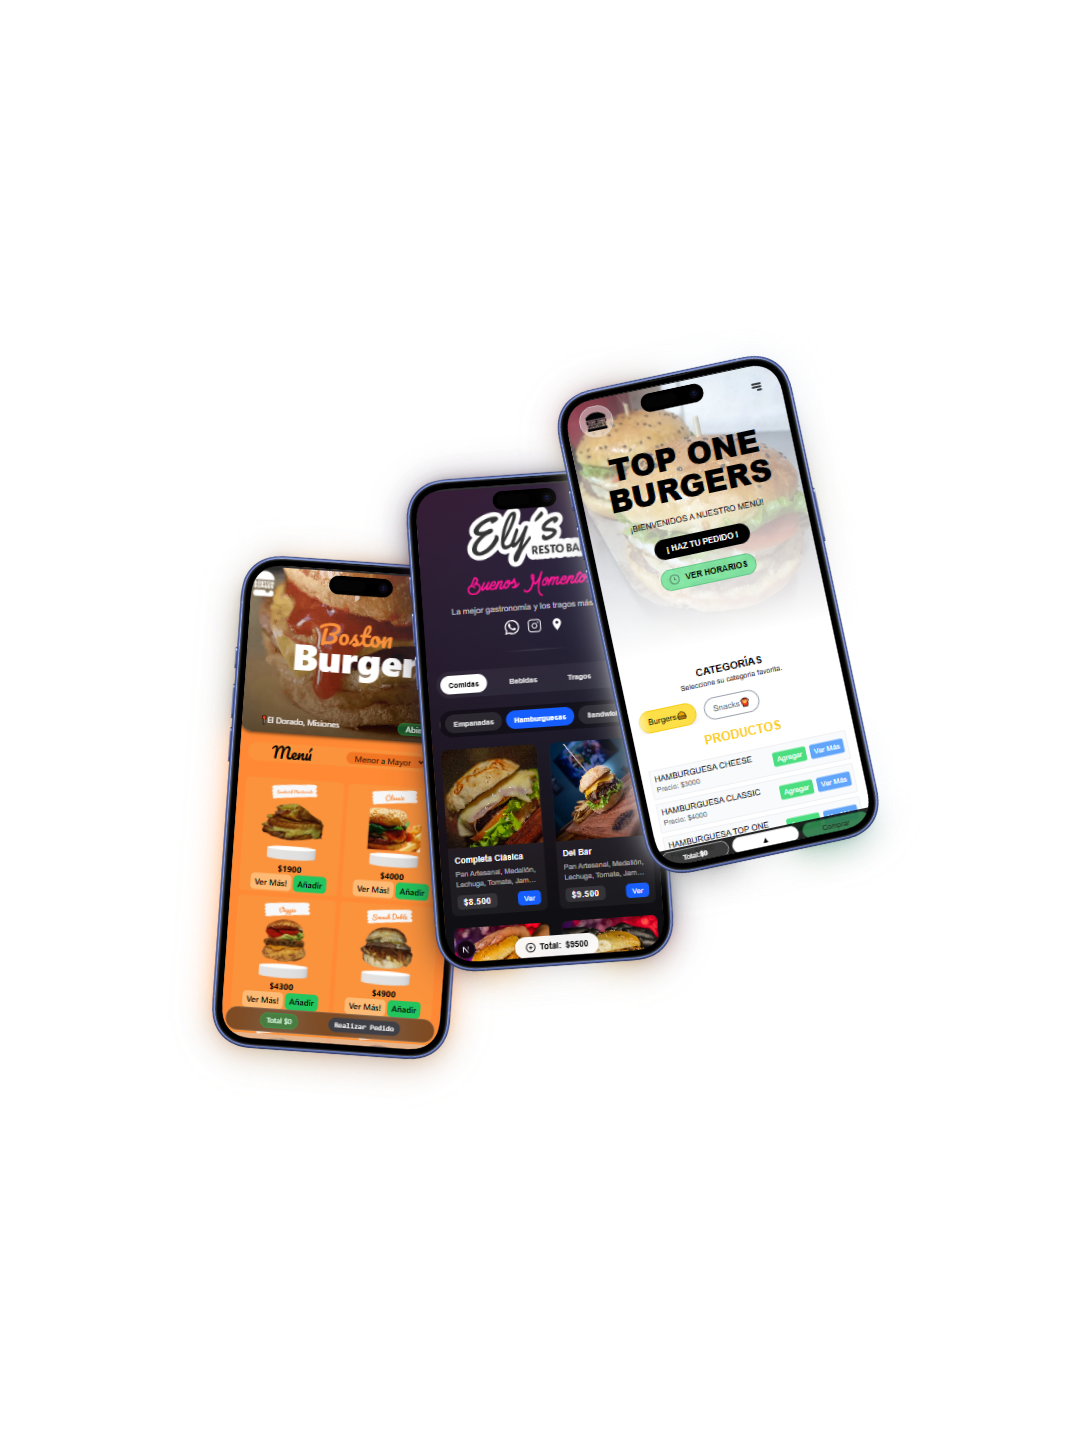 Boston
Burger
El Dorado, Misiones
Menú
Menor a Mayor
Classic
$1900
$4000
Ver Más!
Añadir
Ver Más!
Añadir
Veggie
Smash Doble
$4300
$4900
Ver Más!
Añadir
Ver Más!
Añadir
Total $0
Realizar Pedido
Ely's
RESTO BA
Buenos Momento
La mejor gastronomía y los tragos más
Comidas
Bebidas
Tragos
Empanadas
Hamburguesas
Completa Clásica
Pan Artesanal, Medallón,
Lechuga, Tomate, Jam...
$8.500
Ver
Del Bar
Pan Artesanal, Medallón,
Lechuga, Tomate, Jam...
$9.500
Ver
N
Total: $9500
TOP ONE
BURGERS
¡BIENVENIDOS A NUESTRO MENÚ!
¡ HAZ TU PEDIDO !
VER HORARIOS
CATEGORÍAS
Seleccione su categoria favorita.
Burgers
Snacks
PRODUCTOS
HAMBURGUESA CHEESE
Precio: $3000
Agregar
Ver Más
HAMBURGUESA CLASSIC
Precio: $4000
Agregar
Ver Más
HAMBURGUESA TOP ONE
Total:$0
Comprar